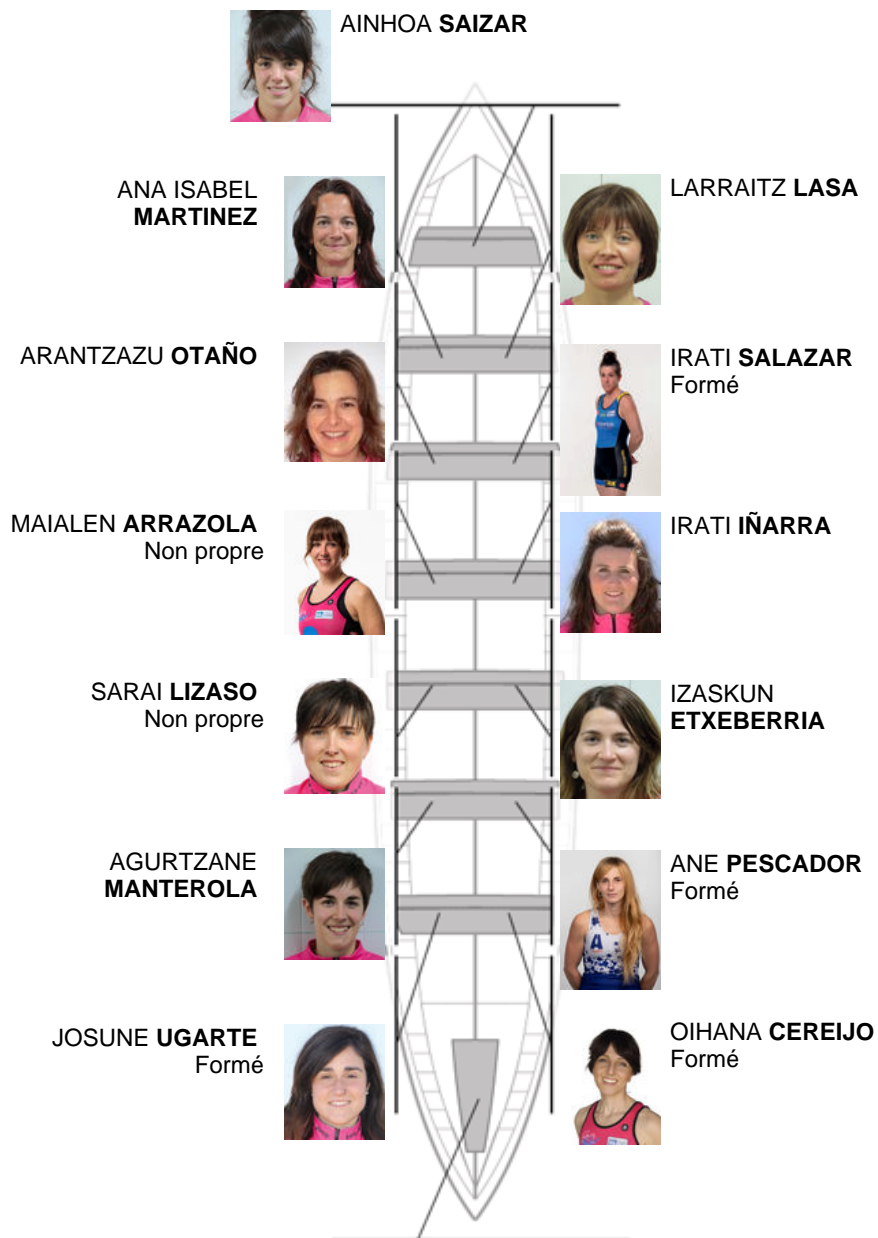 AINHOA SAIZAR
ANA ISABEL
MARTINEZ
LARRAITZ LASA
ARANTZAZU OTAÑO
IRATI SALAZAR
Formé
MAIALEN ARRAZOLA
Non propre
IRATI IÑARRA
SARAI LIZASO
Non propre
IZASKUN
ETXEBERRIA
AGURTZANE
MANTEROLA
ANE PESCADOR
Formé
JOSUNE UGARTE
Formé
OIHANA CEREIJO
Formé